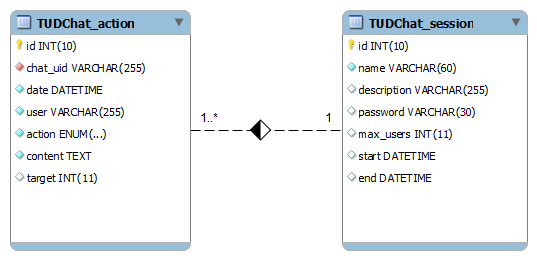 TUDChat_action
id INT(10)
chat_uid VARCHAR(255)
date DATETIME
user VARCHAR(255)
action ENUM(...)
content TEXT
target INT(11)
1..*
1
TUDChat_session
id INT(10)
name VARCHAR(60)
description VARCHAR(255)
password VARCHAR(30)
max_users INT(11)
start DATETIME
end DATETIME